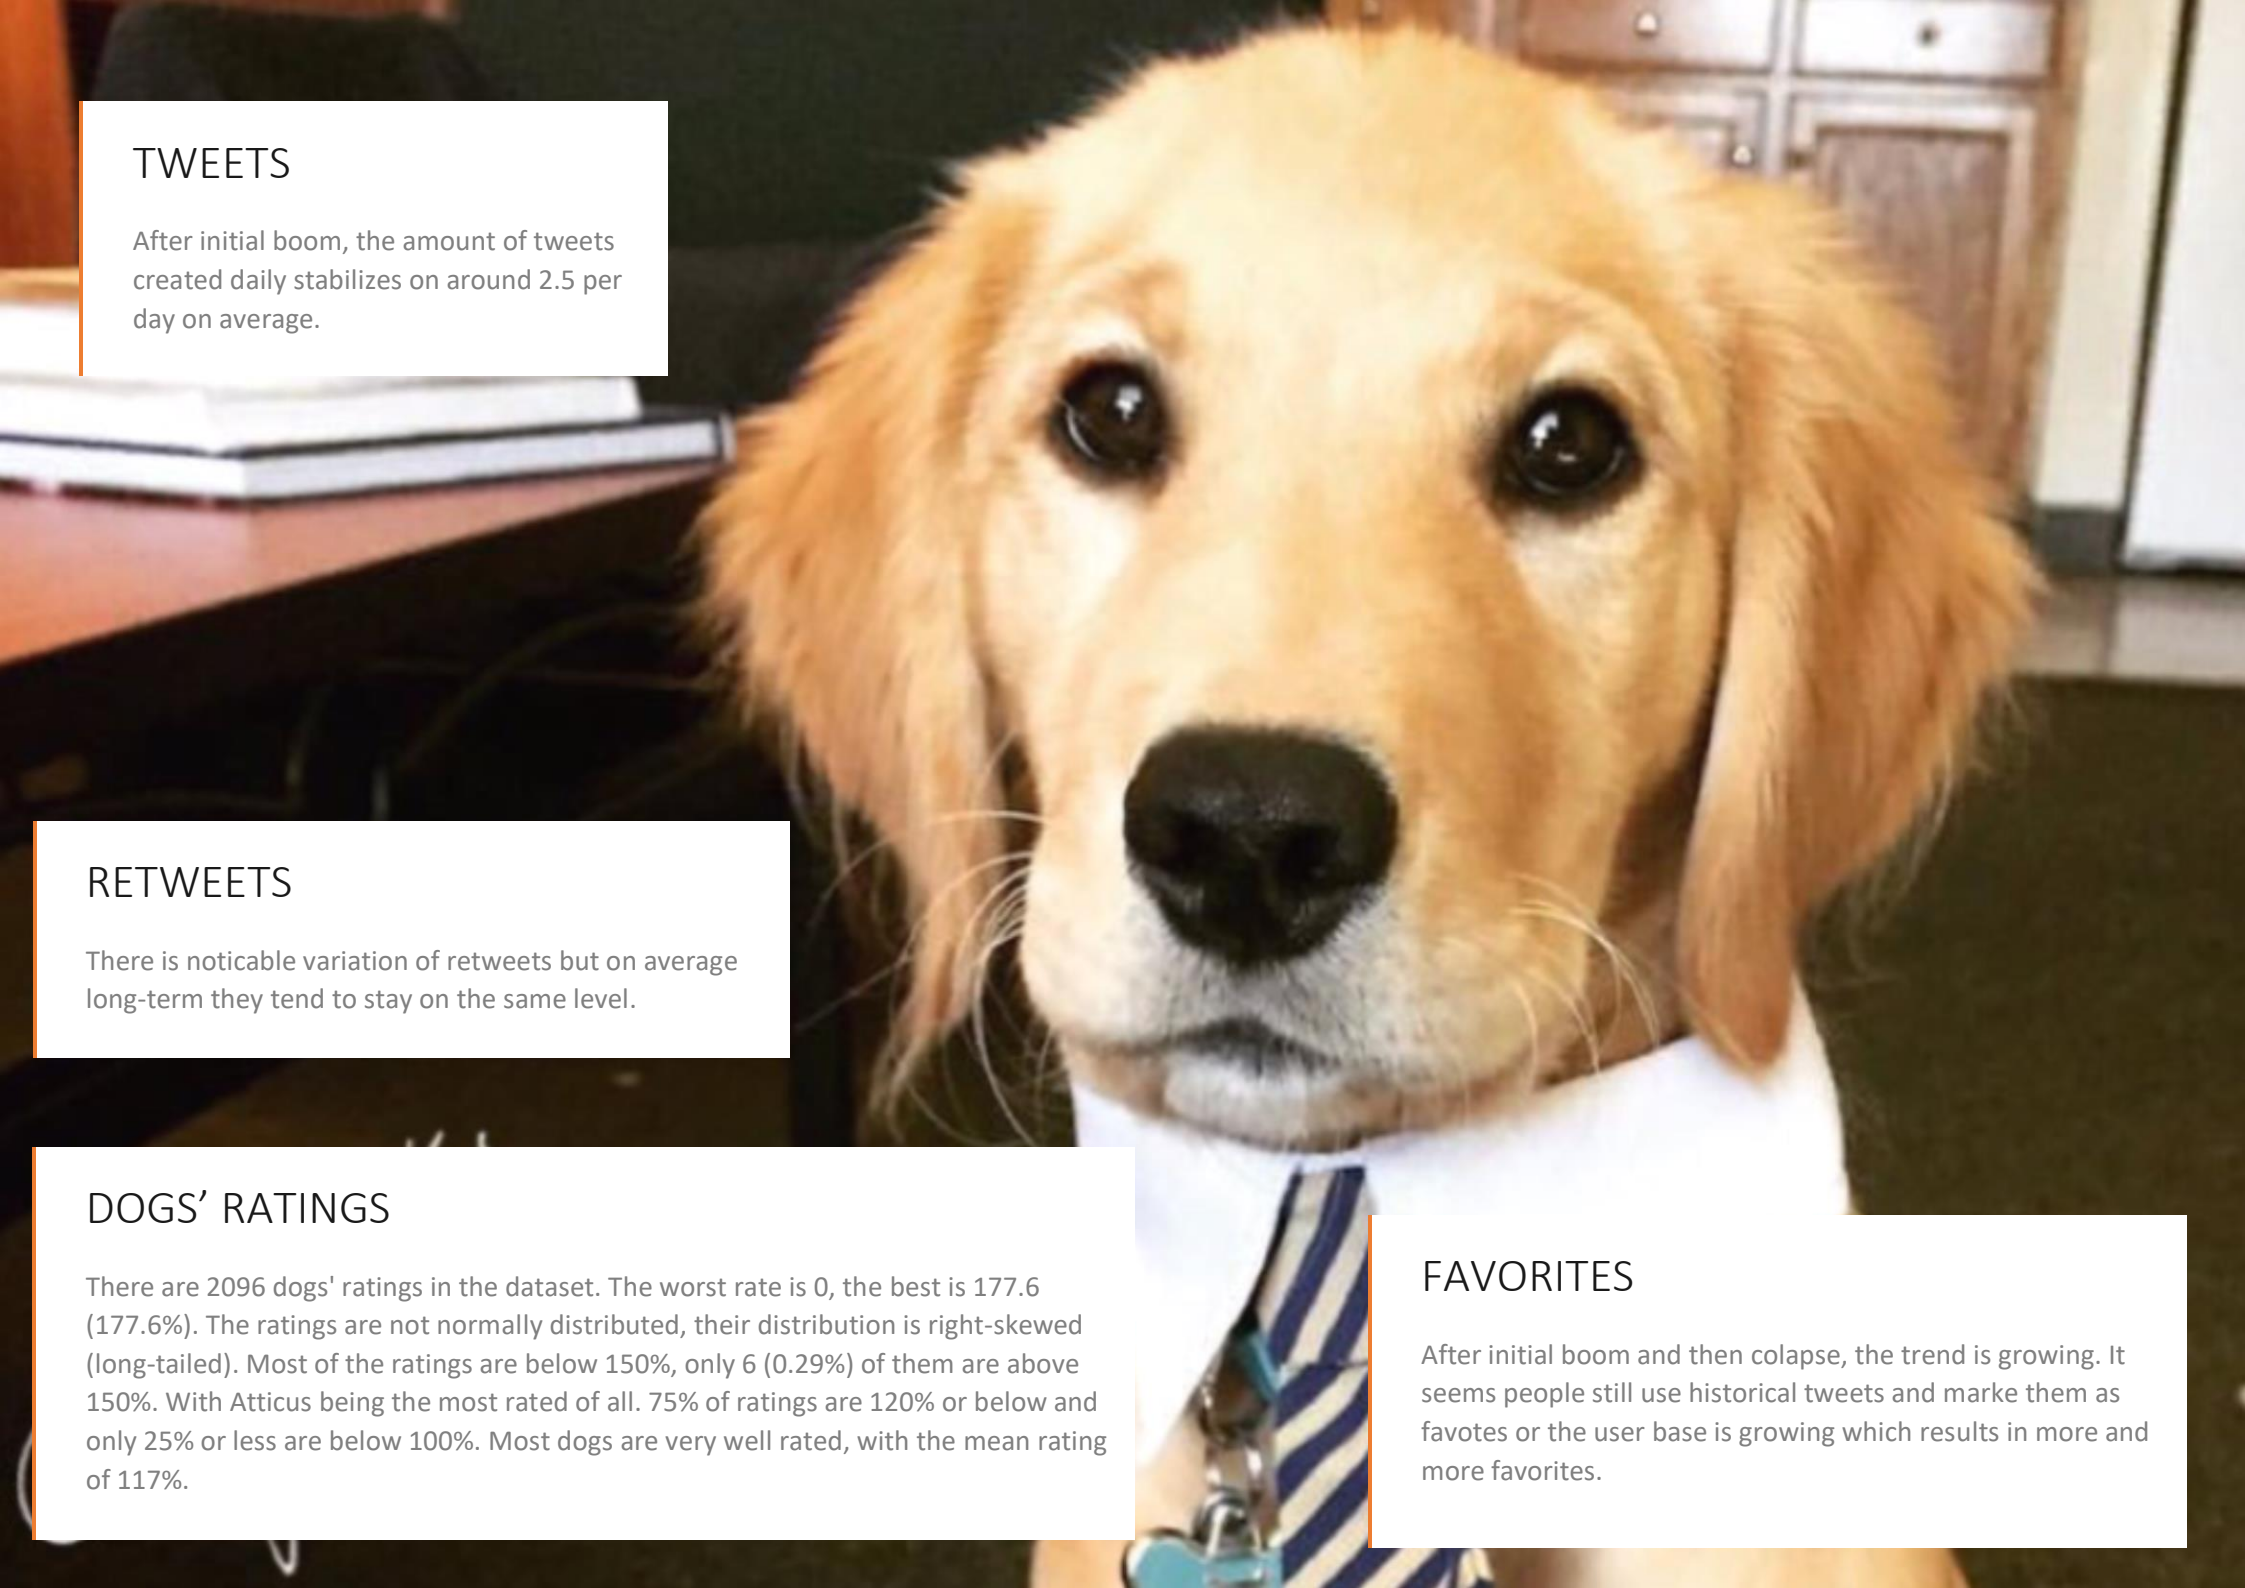 TWEETS
After initial boom, the amount of tweets
created daily stabilizes on around 2.5 per
day on average.
RETWEETS
There is noticable variation of retweets but on average
long-term they tend to stay on the same level.
DOGS’ RATINGS
There are 2096 dogs' ratings in the dataset. The worst rate is 0, the best is 177.6
(177.6%). The ratings are not normally distributed, their distribution is right-skewed
(long-tailed). Most of the ratings are below 150%, only 6 (0.29%) of them are above
150%. With Atticus being the most rated of all. 75% of ratings are 120% or below and
only 25% or less are below 100%. Most dogs are very well rated, with the mean rating
of 117%.
FAVORITES
After initial boom and then colapse, the trend is growing. It
seems people still use historical tweets and marke them as
favotes or the user base is growing which results in more and
more favorites.